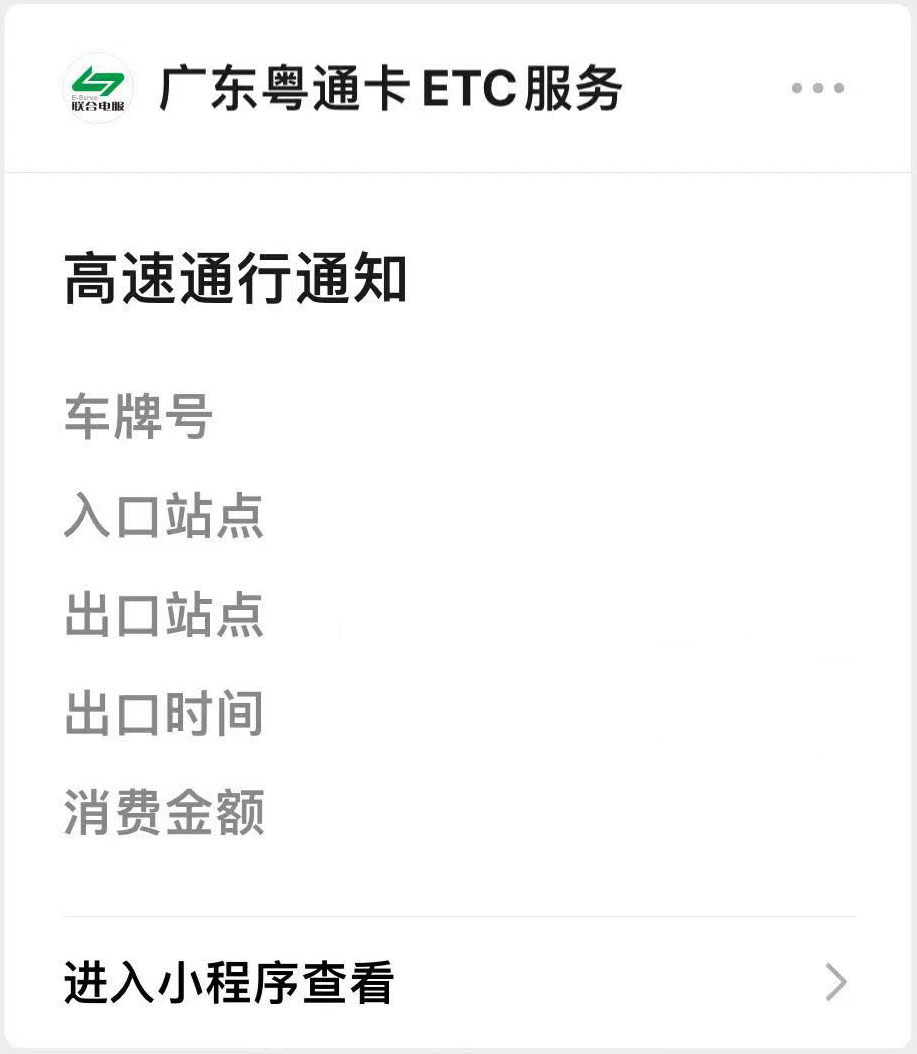 E-Serve
联合电服
广东粤通卡ETC服务
高速通行通知
车牌号
入口站点
出口站点
出口时间
消费金额
进入小程序查看